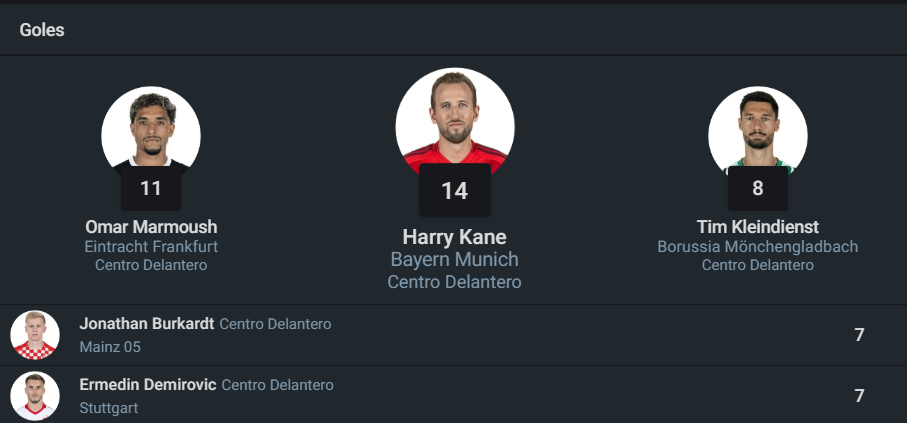 Goles
11
Omar Marmoush
Eintracht Frankfurt
Centro Delantero
14
Harry Kane
Bayern Munich
Centro Delantero
8
Tim Kleindienst
Borussia Mönchengladbach
Centro Delantero
Jonathan Burkardt Centro Delantero
Mainz 05
7
Ermedin Demirovic Centro Delantero
Stuttgart
7